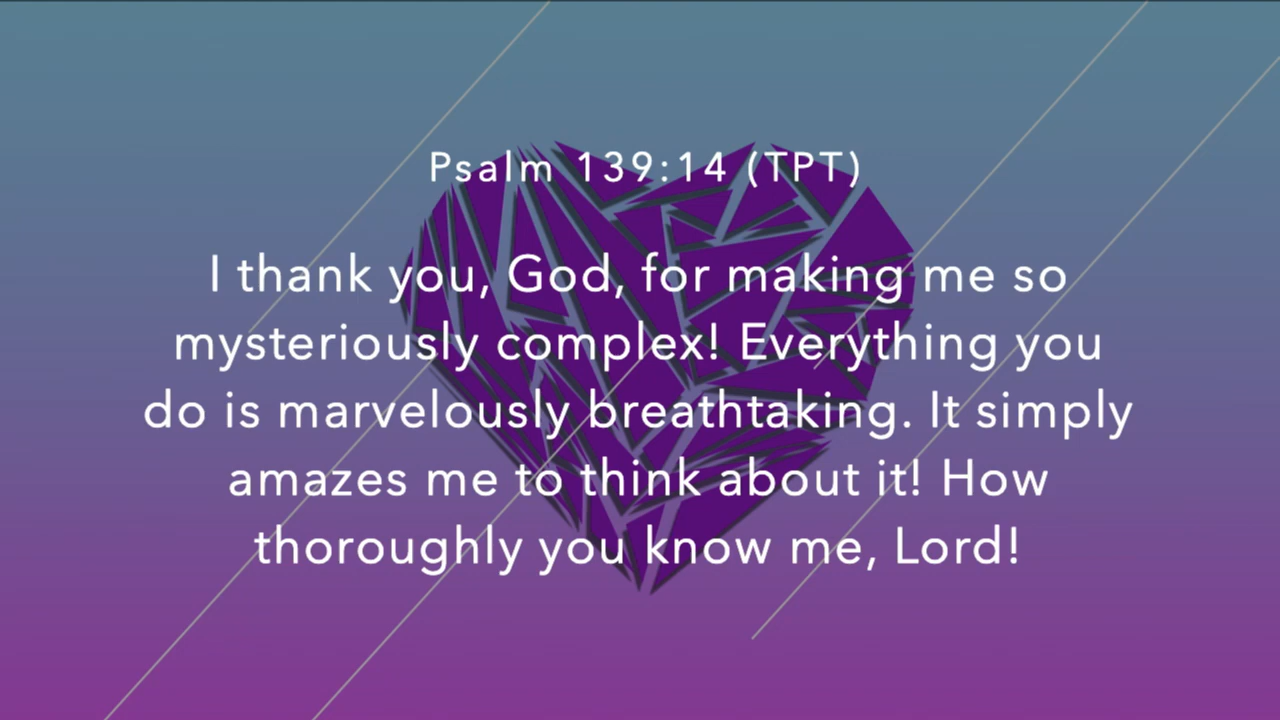 Psalm 139:14 (TPT)
I thank you, God, for making me so
mysteriously complex! Everything you
do is marvelously breathtaking. It simply
amazes me to think about it! How
thoroughly you know me, Lord!